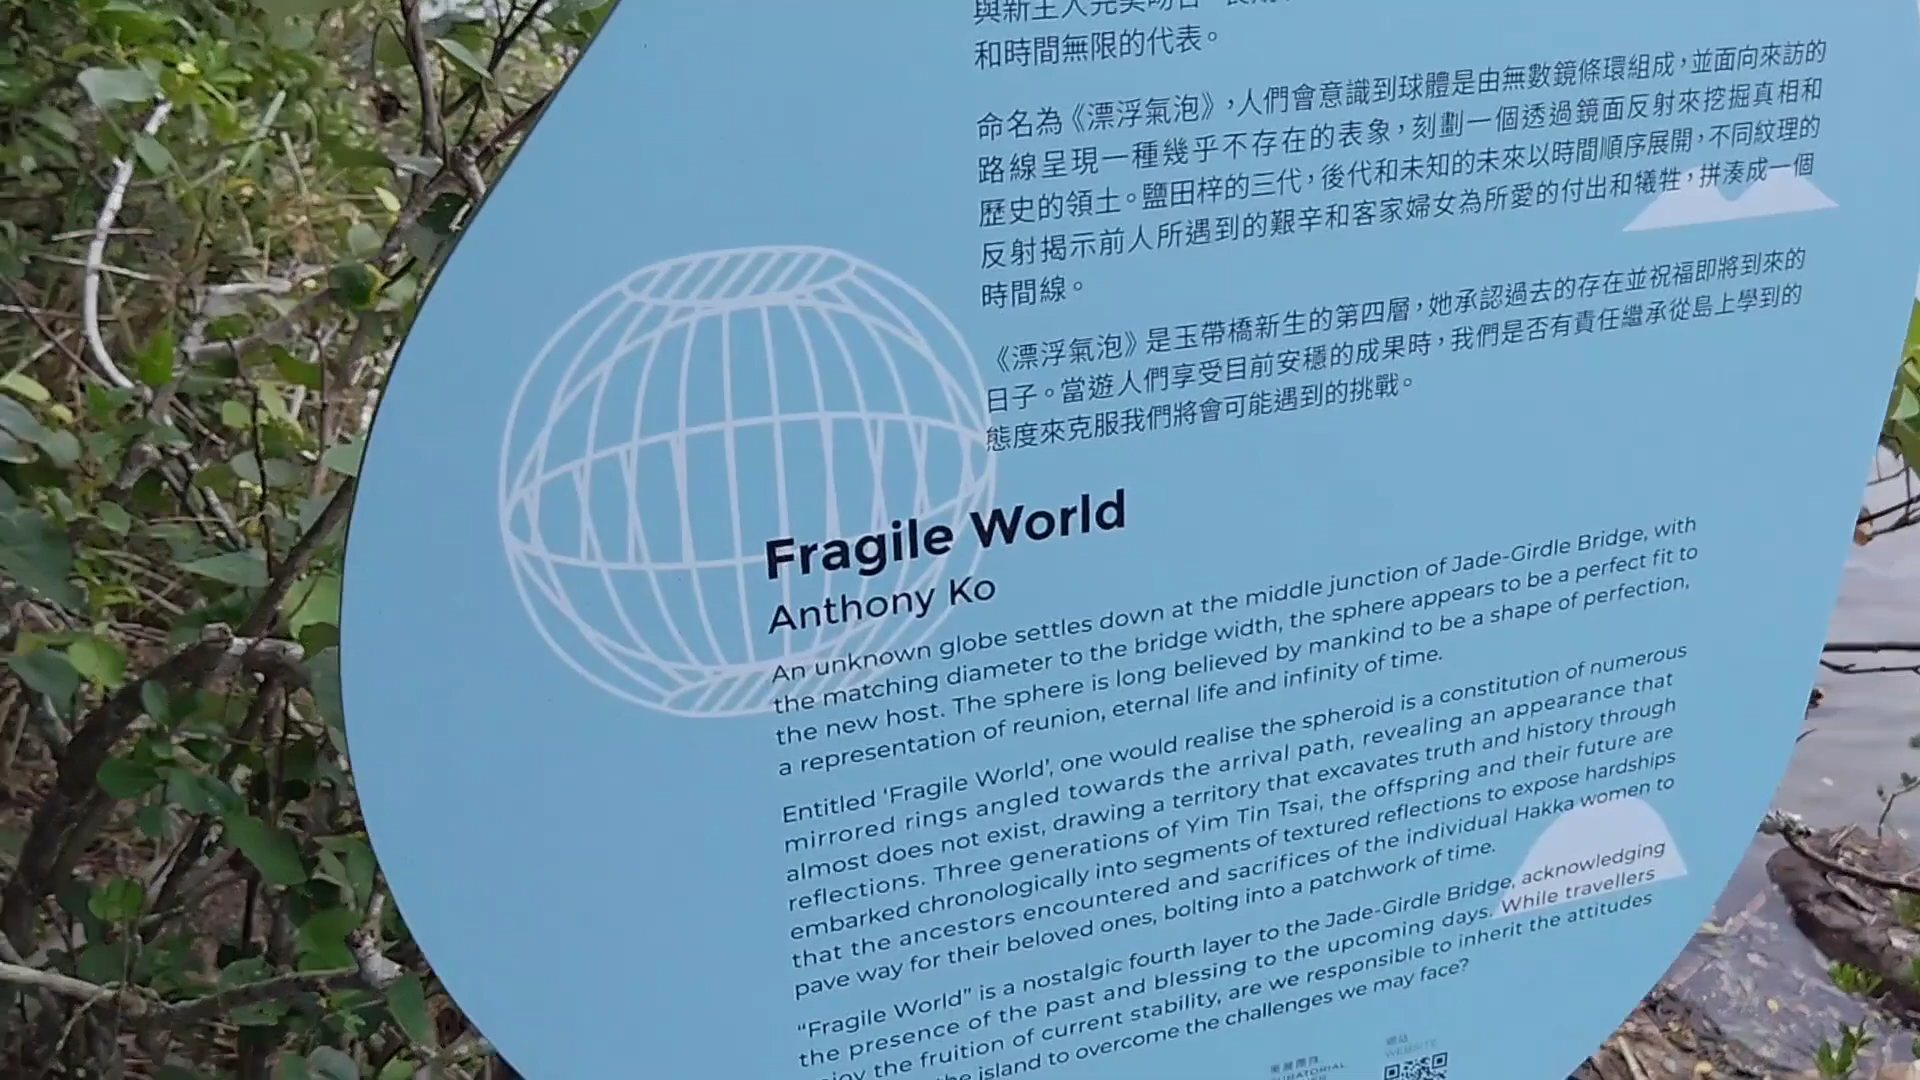 和時間無限的代表。
命名為《漂浮氣泡》，人們會意識到球體是由無數鏡條環組成，並面向來訪的
路線呈現一種幾乎不存在的表象，刻劃一個透過鏡面反射來挖掘真相和
歷史的領土。鹽田梓的三代，後代和未知的未來以時間順序展開，不同紋理的
反射揭示前人所遇到的艱辛和客家婦女為所愛的付出和犧牲，拼湊成一個
時間線。
《漂浮氣泡》是玉帶橋新生的第四層，她承認過去的存在並祝福即將到來的
日子。當遊人們享受目前安穩的成果時，我們是否有責任繼承從島上學到的
態度來克服我們將會可能遇到的挑戰。
Fragile World
Anthony Ko
An unknown globe settles down at the middle junction of Jade-Girdle Bridge, with
the matching diameter to the bridge width, the sphere appears to be a perfect fit to
the new host. The sphere is long believed by mankind to be a shape of perfection,
a representation of reunion, eternal life and infinity of time.
Entitled 'Fragile World', one would realise the spheroid is a constitution of numerous
mirrored rings angled towards the arrival path, revealing an appearance that
almost does not exist, drawing a territory that excavates truth and history through
reflections. Three generations of Yim Tin Tsai, the offspring and their future are
embarked chronologically into segments of textured reflections to expose hardships
that the ancestors encountered and sacrifices of the individual Hakka women to
pave way for their beloved ones, bolting into a patchwork of time.
“Fragile World” is a nostalgic fourth layer to the Jade-Girdle Bridge, acknowledging
the presence of the past and blessing to the upcoming days. While travellers
the fruition of current stability, are we responsible to inherit the attitudes
island to overcome the challenges we may face?
網站
WEBSITE